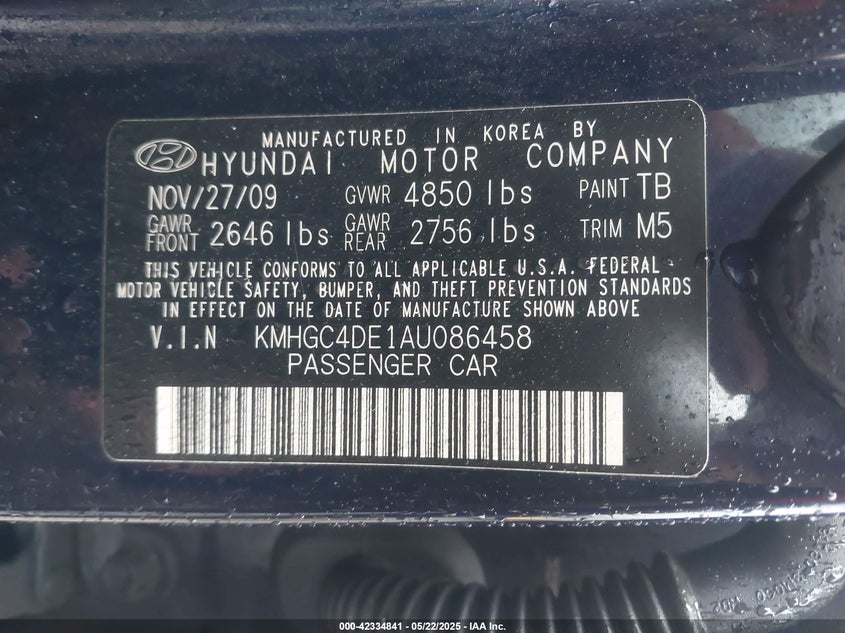 MANUFACTURED IN KOREA BY
HYUNDAI MOTOR COMPANY
NOV/27/09 GVWR 4850 lbs PAINT TB
GAWR FRONT 2646 lbs GAWR REAR 2756 lbs TRIM M5
THIS VEHICLE CONFORMS TO ALL APPLICABLE U.S.A. FEDERAL
MOTOR VEHICLE SAFETY, BUMPER, AND THEFT PREVENTION STANDARDS
IN EFFECT ON THE DATE OF MANUFACTURE SHOWN ABOVE
V.I.N KMHGC4DE1AU086458
PASSENGER CAR
000-42334841 - 05/22/2025 - IAA Inc.